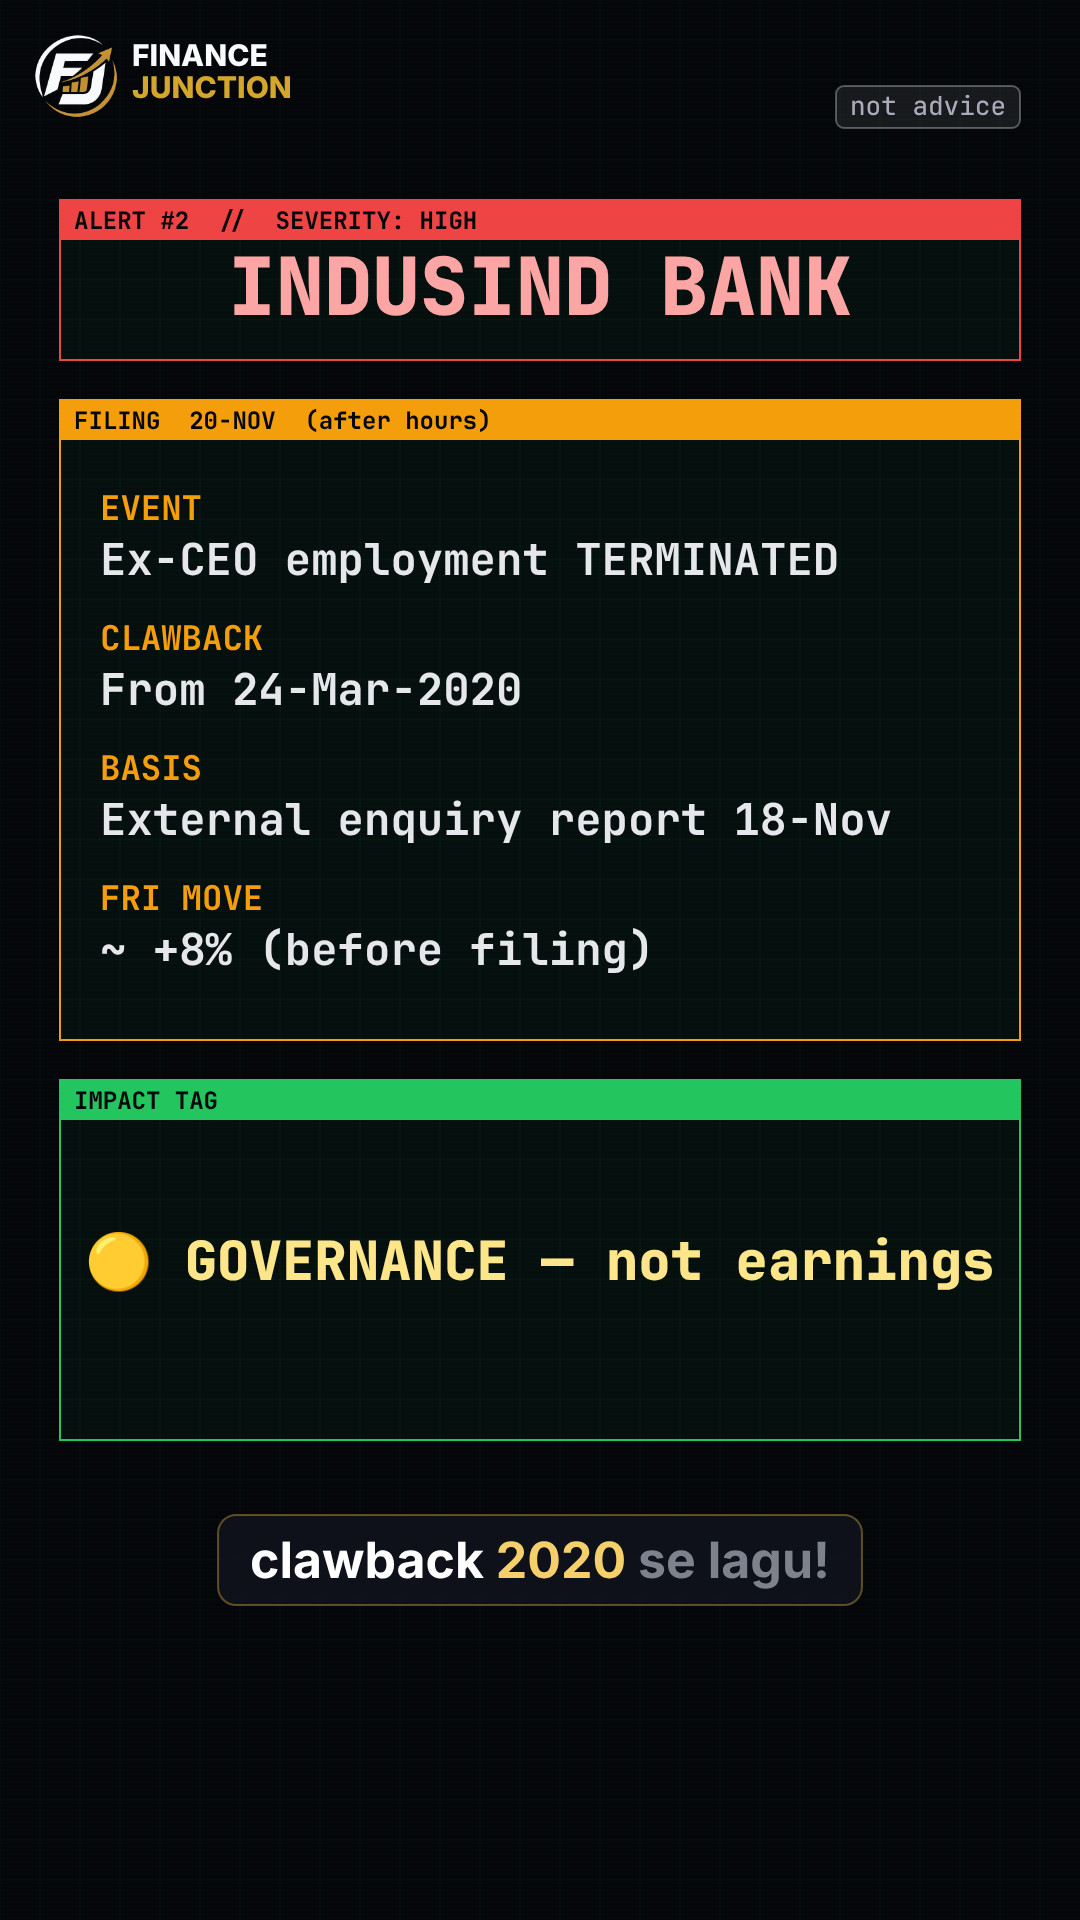 FINANCE
JUNCTION
not advice
ALERT #2 // SEVERITY: HIGH
INDUSIND BANK
FILING 20-NOV (after hours)
EVENT
Ex-CEO employment TERMINATED
CLAWBACK
From 24-Mar-2020
BASIS
External enquiry report 18-Nov
FRI MOVE
~ +8% (before filing)
IMPACT TAG
🟡 GOVERNANCE — not earnings
clawback 2020 se lagu!